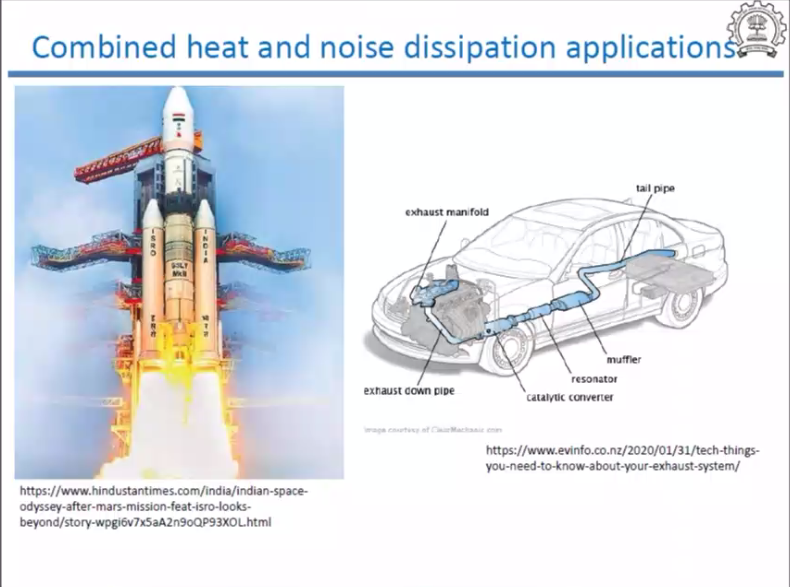 Combined heat and noise dissipation applications
ISRO
INDIA
GSLV
MkIII
tail pipe
exhaust manifold
muffler
resonator
catalytic converter
exhaust down pipe
Image courtesy of ClearMechanic.com
https://www.evinfo.co.nz/2020/01/31/tech-things-
you-need-to-know-about-your-exhaust-system/
https://www.hindustantimes.com/india/indian-space-
odyssey-after-mars-mission-feat-isro-looks-
beyond/story-wpgi6v7x5aA2n9oQP93XOL.html